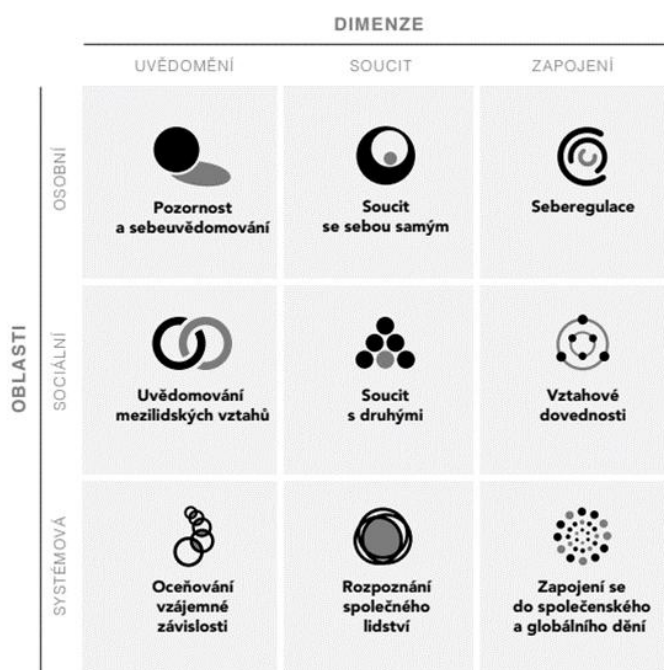 DIMENZE
UVĚDOMĚNÍ
SOUCIT
ZAPOJENÍ
OBLASTI
OSOBNÍ
Pozornost
a sebeuvědomování
Soucit
se sebou samým
Seberegulace
SOCIÁLNÍ
Uvědomování
mezilidských vztahů
Soucit
s druhými
Vztahové
dovednosti
SYSTÉMOVÁ
Oceňování
vzájemné
závislosti
Rozpoznání
společného
lidství
Zapojení se
do společenského
a globálního dění